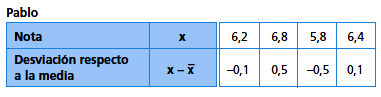 Pablo
Nota x 6,2 6,8 5,8 6,4
Desviación respecto
a la media x – x̄ –0,1 0,5 –0,5 0,1